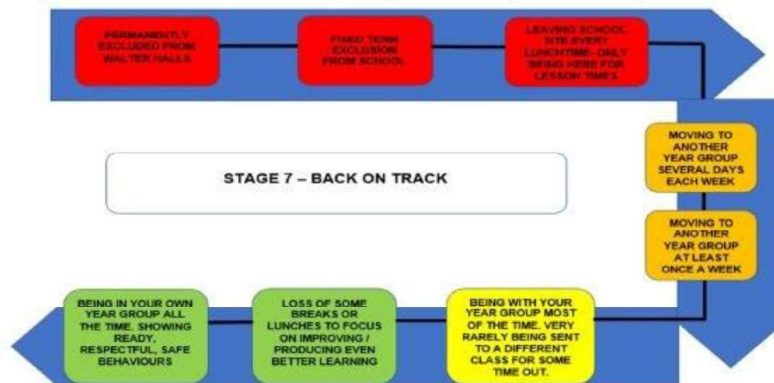 PERMAMENTLY
EXCLUDED FROM
WALTER HALLS
FIXED TERM
EXCLUSION
FROM SCHOOL
LEAVING SCHOOL
SITE EVERY
LUNCHTIME- ONLY
BEING HERE FOR
LESSON TIMES
MOVING TO
ANOTHER
YEAR GROUP
SEVERAL DAYS
EACH WEEK
STAGE 7 – BACK ON TRACK
MOVING TO
ANOTHER
YEAR GROUP
AT LEAST
ONCE A WEEK
BEING WITH YOUR
YEAR GROUP MOST
OF THE TIME. VERY
RARELY BEING SENT
TO A DIFFERENT
CLASS FOR SOME
TIME OUT.
LOSS OF SOME
BREAKS OR
LUNCHES TO FOCUS
ON IMPROVING /
PRODUCING EVEN
BETTER LEARNING
BEING IN YOUR OWN
YEAR GROUP ALL
THE TIME. SHOWING
READY,
RESPECTFUL, SAFE
BEHAVIOURS